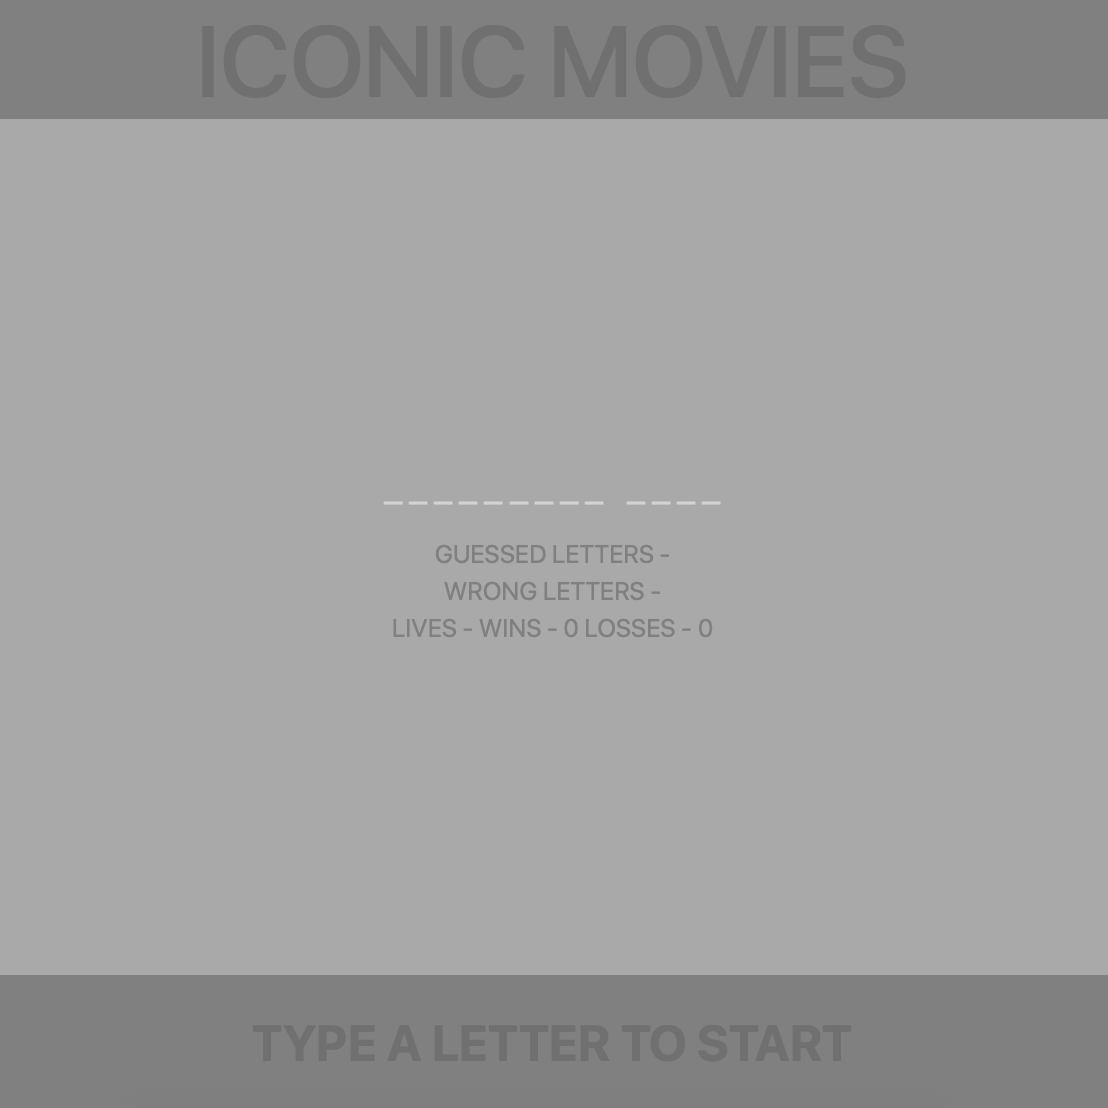 ICONIC MOVIES
_ _ _ _ _ _ _ _ _  _ _ _ _
GUESSED LETTERS -
WRONG LETTERS -
LIVES - WINS - 0 LOSSES - 0
TYPE A LETTER TO START